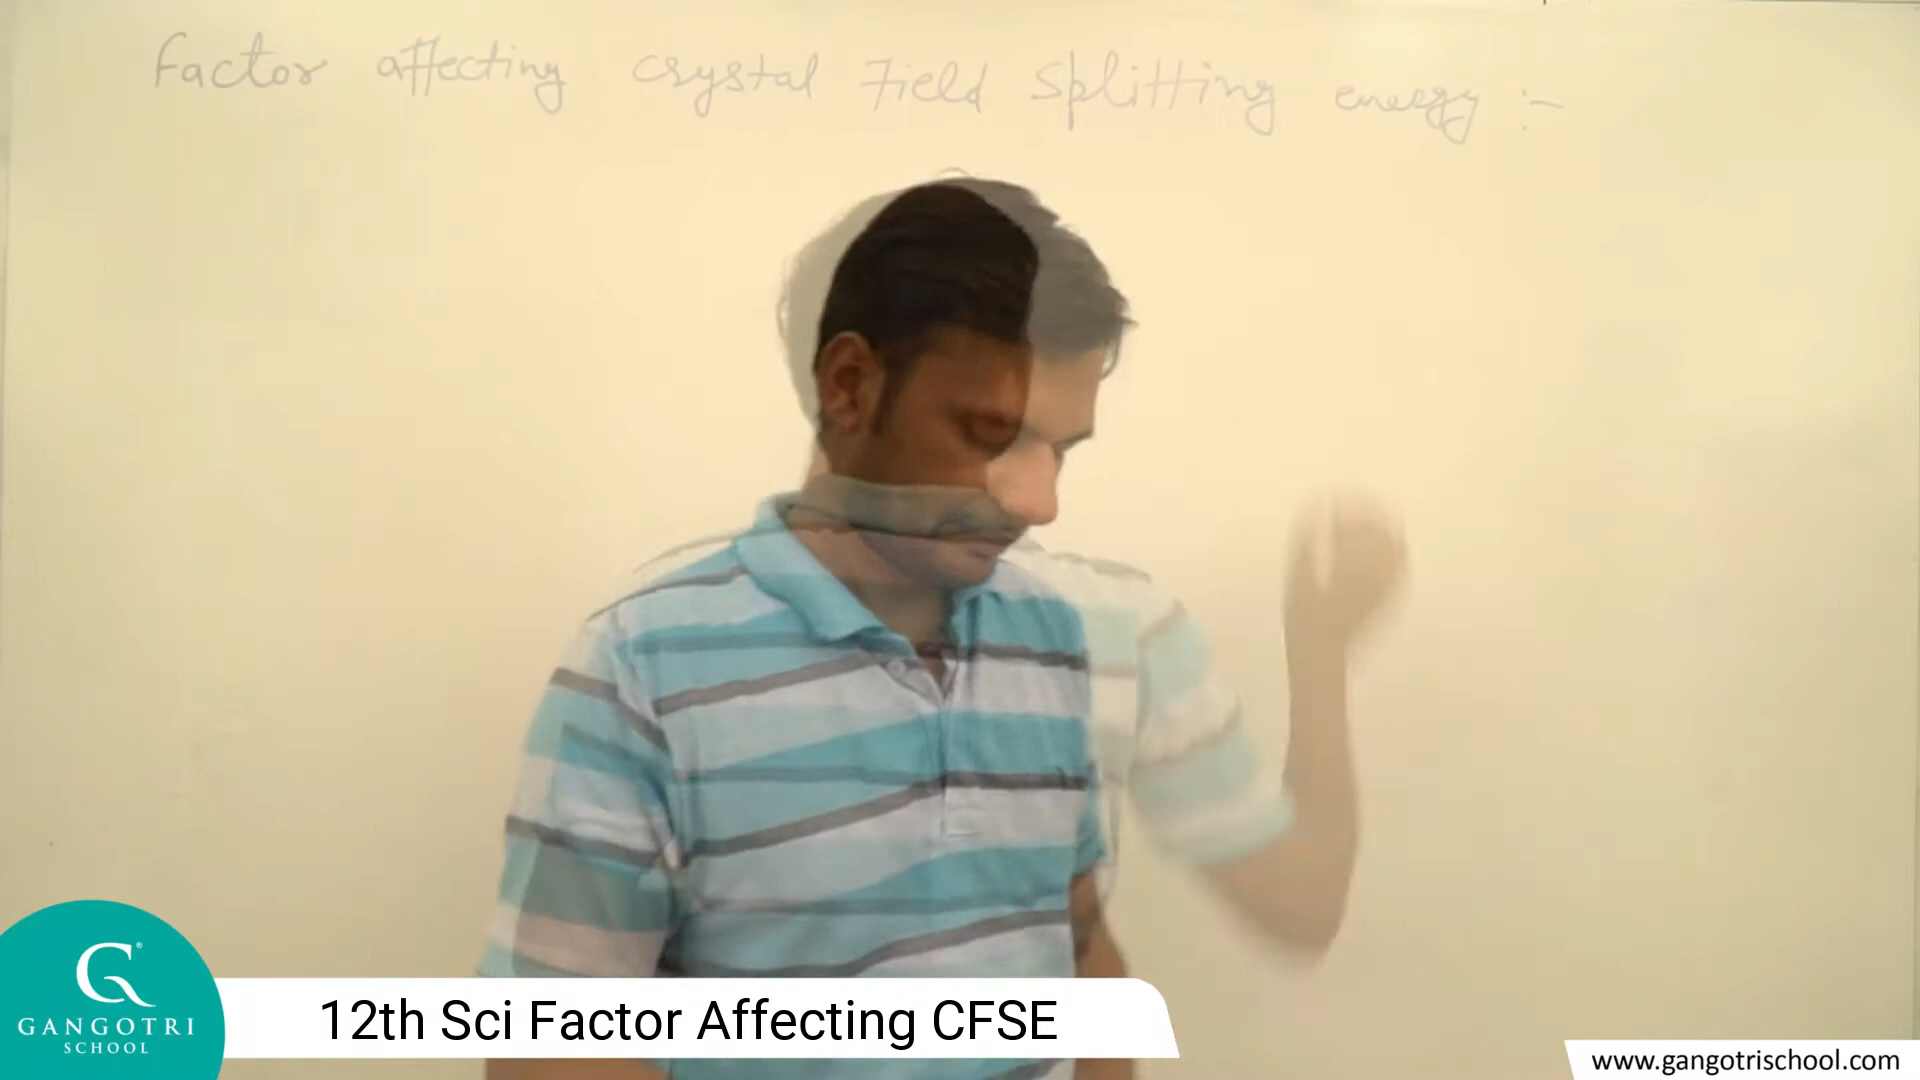 Factor affecting crystal Field splitting energy :-
G®
GANGOTRI
SCHOOL
12th Sci Factor Affecting CFSE
www.gangotrischool.com